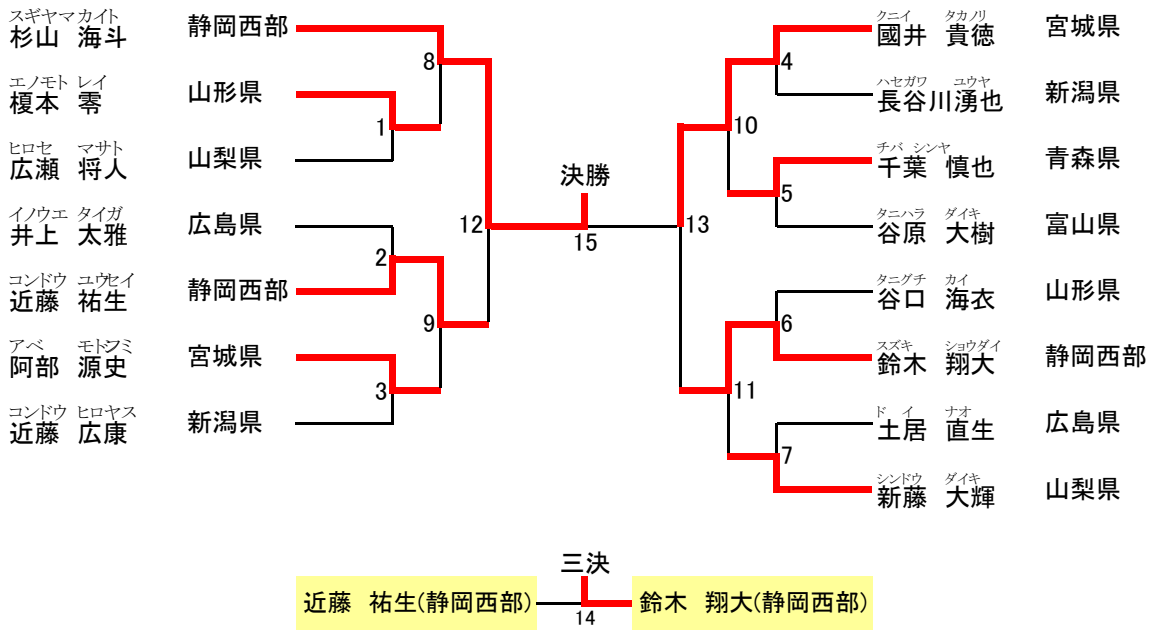 スギヤマ カイト
杉山 海斗 静岡西部
エノモト レイ
榎本 零 山形県
ヒロセ マサト
広瀬 将人 山梨県
イノウエ タイガ
井上 太雅 広島県
コンドウ ユウセイ
近藤 祐生 静岡西部
アベ モトフミ
阿部 源史 宮城県
コンドウ ヒロヤス
近藤 広康 新潟県
8
1
2
9
3
12
決勝
15
13
10
4
5
6
11
7
クニイ タカノリ
國井 貴徳 宮城県
ハセガワ ユウヤ
長谷川湧也 新潟県
チバ シンヤ
千葉 慎也 青森県
タニハラ ダイキ
谷原 大樹 富山県
タニグチ カイ
谷口 海衣 山形県
スズキ ショウダイ
鈴木 翔大 静岡西部
ド イ ナオ
土居 直生 広島県
シンドウ ダイキ
新藤 大輝 山梨県
三決
近藤 祐生(静岡西部) 鈴木 翔大(静岡西部)
14